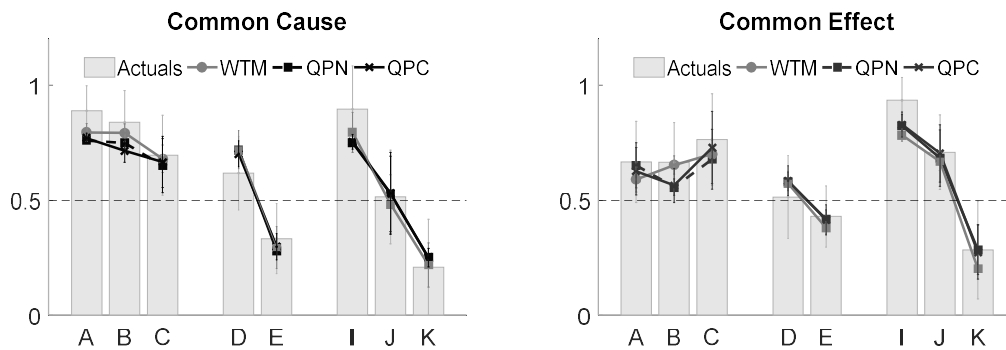 Common Cause
Actuals WTM QPN QPC
1
0.5
0
A B C D E I J K
Common Effect
Actuals WTM QPN QPC
1
0.5
0
A B C D E I J K